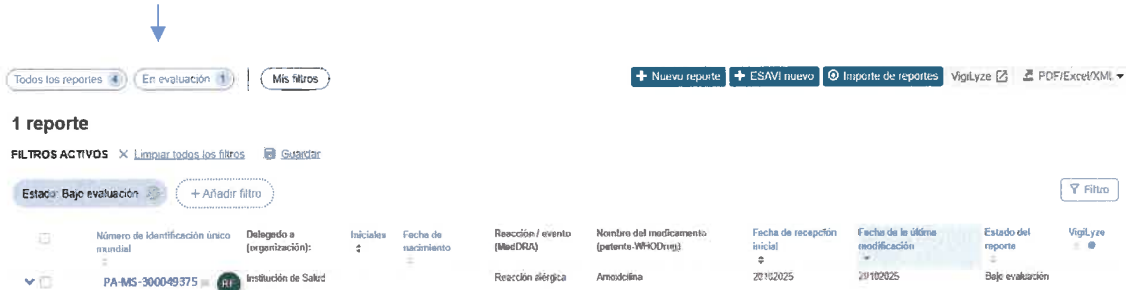 Todos los reportes 4 En evaluación 1 Mis filtros + Nuevo reporte + ESAVI nuevo Importe de reportes VigiLyze PDF/Excel/XML
1 reporte
FILTROS ACTIVOS × Limpiar todos los filtros Guardar
Estado: Bajo evaluación + Añadir filtro Filtro
Número de identificación único mundial Delegado a (organización): Iniciales Fecha de nacimiento Reacción / evento (MedDRA) Nombre del medicamento (patente-WHODrug) Fecha de recepción inicial Fecha de la última modificación Estado del reporte VigiLyze
PA-MS-300049375 RF Institución de Salud Reacción alérgica Amoxicilina 20102025 20102025 Bajo evaluación